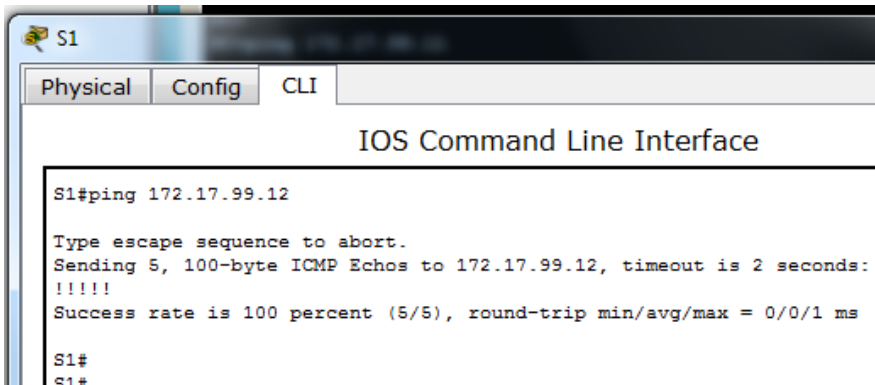 S1
Physical Config CLI
IOS Command Line Interface
S1#ping 172.17.99.12
Type escape sequence to abort.
Sending 5, 100-byte ICMP Echos to 172.17.99.12, timeout is 2 seconds:
!!!!!
Success rate is 100 percent (5/5), round-trip min/avg/max = 0/0/1 ms
S1#
S1#